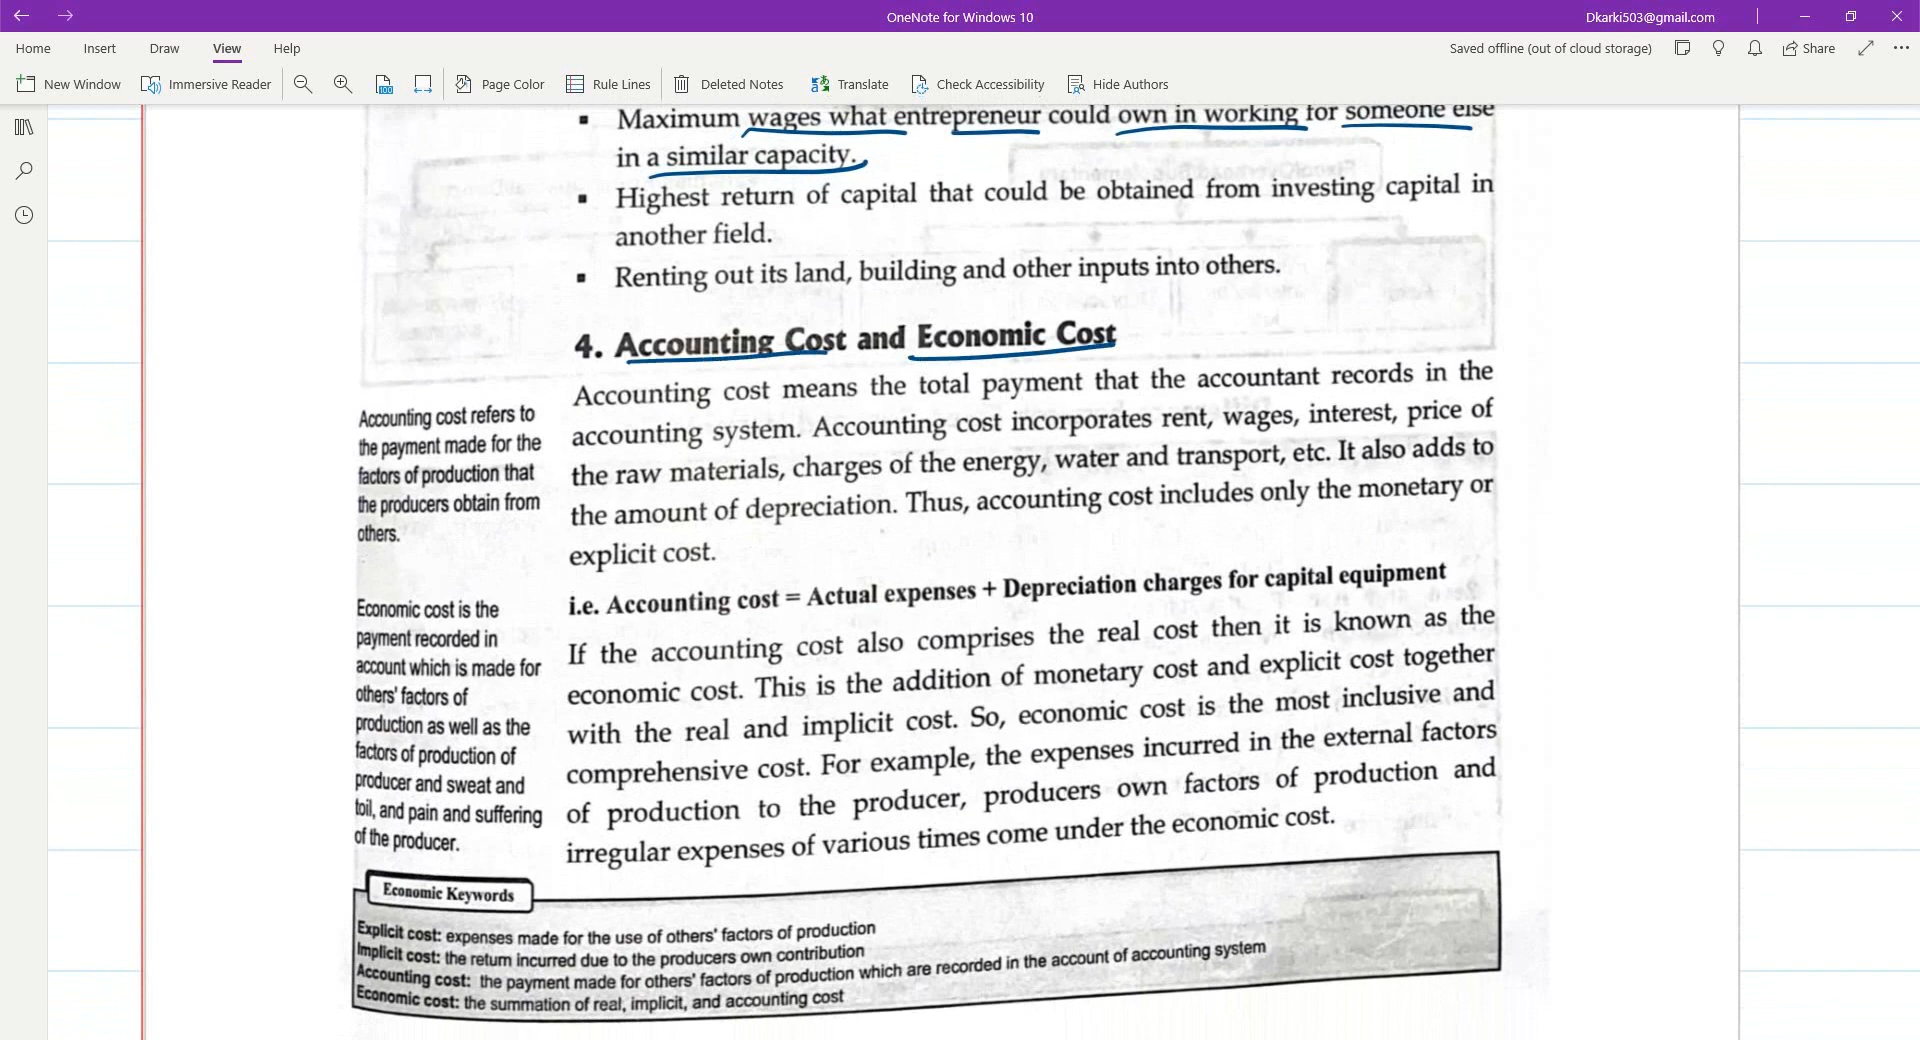 OneNote for Windows 10
Dkarki503@gmail.com
Home
Insert
Draw
View
Help
Saved offline (out of cloud storage)
Share
New Window
Immersive Reader
Page Color
Rule Lines
Deleted Notes
Translate
Check Accessibility
Hide Authors
▪ Maximum wages what entrepreneur could own in working for someone else
in a similar capacity.
▪ Highest return of capital that could be obtained from investing capital in
another field.
▪ Renting out its land, building and other inputs into others.
4. Accounting Cost and Economic Cost
Accounting cost means the total payment that the accountant records in the
accounting system. Accounting cost incorporates rent, wages, interest, price of
the raw materials, charges of the energy, water and transport, etc. It also adds to
the amount of depreciation. Thus, accounting cost includes only the monetary or
explicit cost.
i.e. Accounting cost = Actual expenses + Depreciation charges for capital equipment
If the accounting cost also comprises the real cost then it is known as the
economic cost. This is the addition of monetary cost and explicit cost together
with the real and implicit cost. So, economic cost is the most inclusive and
comprehensive cost. For example, the expenses incurred in the external factors
of production to the producer, producers own factors of production and
irregular expenses of various times come under the economic cost.
Accounting cost refers to
the payment made for the
factors of production that
the producers obtain from
others.
Economic cost is the
payment recorded in
account which is made for
others' factors of
production as well as the
factors of production of
producer and sweat and
toil, and pain and suffering
of the producer.
Economic Keywords
Explicit cost: expenses made for the use of others' factors of production
Implicit cost: the return incurred due to the producers own contribution
Accounting cost: the payment made for others' factors of production which are recorded in the account of accounting system
Economic cost: the summation of real, implicit, and accounting cost